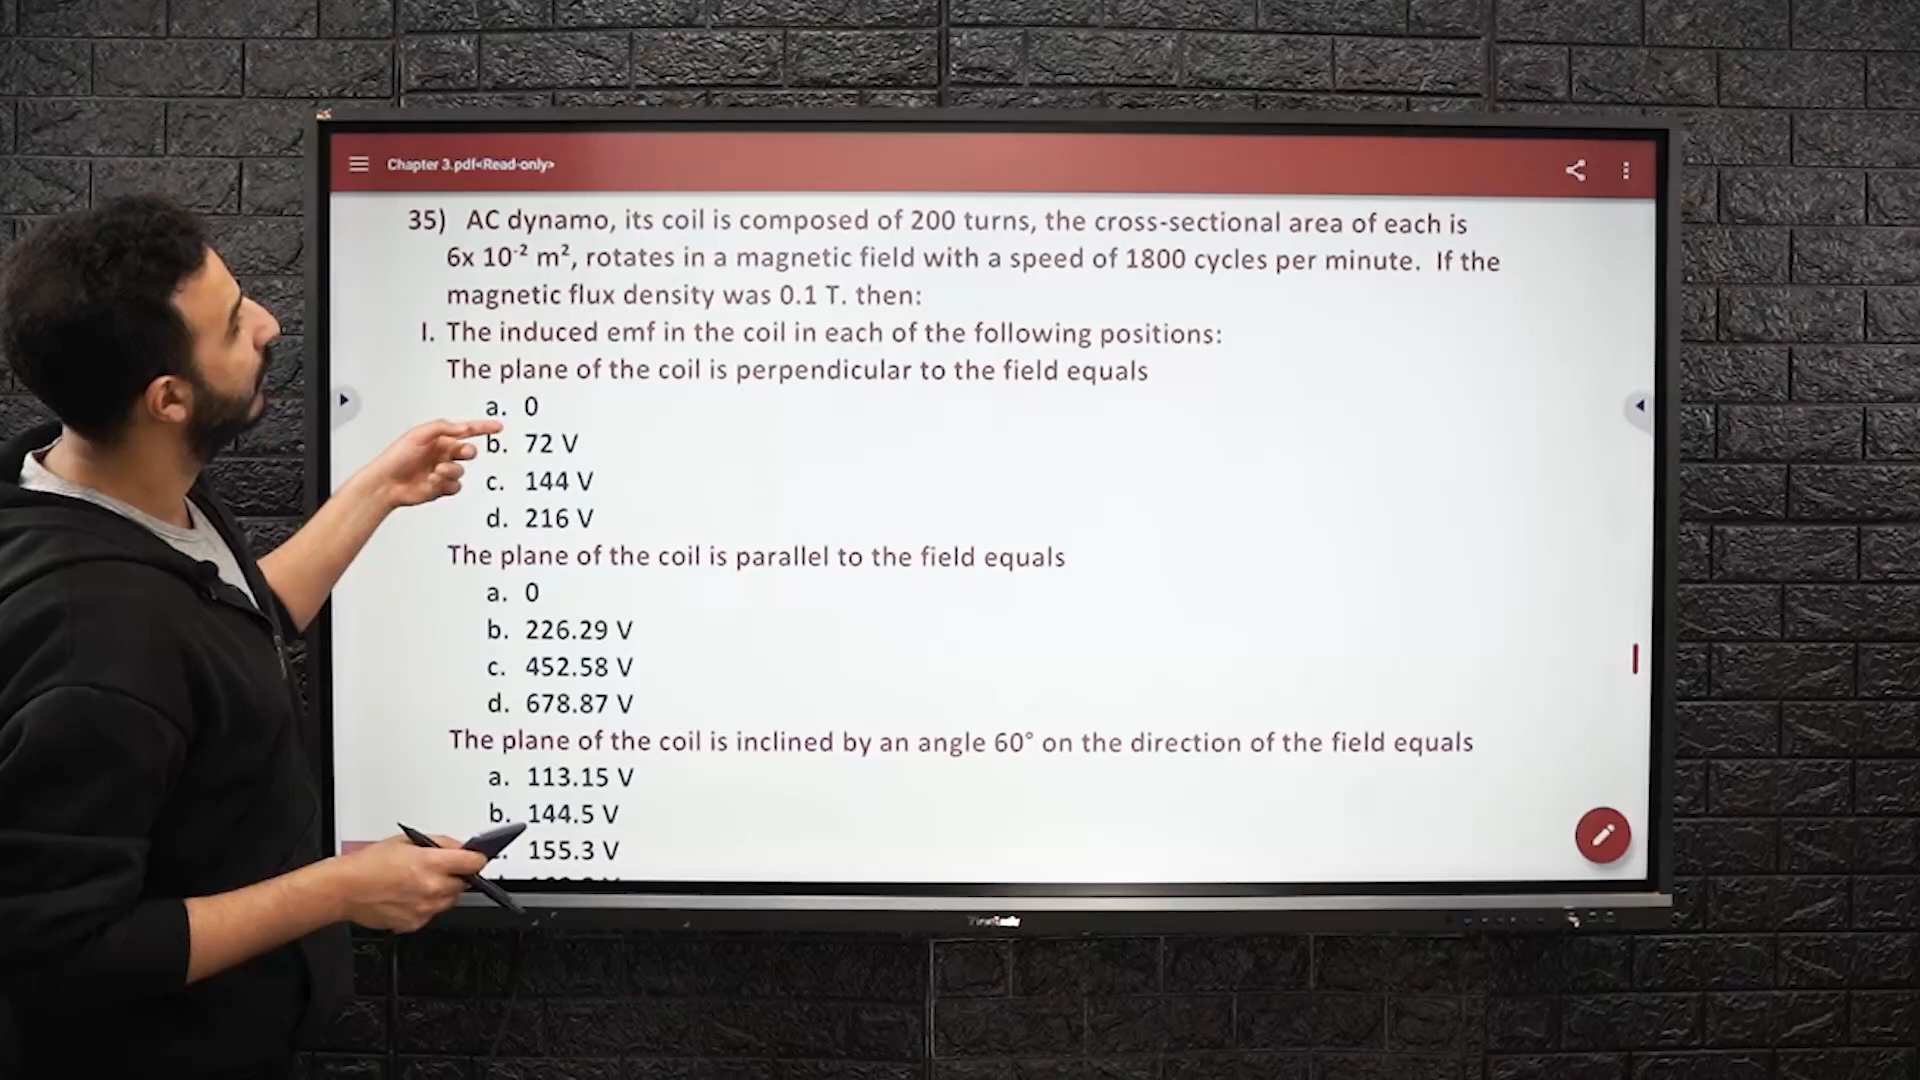 Chapter 3.pdf<Read-only>
35) AC dynamo, its coil is composed of 200 turns, the cross-sectional area of each is
6x 10⁻² m², rotates in a magnetic field with a speed of 1800 cycles per minute. If the
magnetic flux density was 0.1 T. then:
I. The induced emf in the coil in each of the following positions:
The plane of the coil is perpendicular to the field equals
a. 0
b. 72 V
c. 144 V
d. 216 V
The plane of the coil is parallel to the field equals
a. 0
b. 226.29 V
c. 452.58 V
d. 678.87 V
The plane of the coil is inclined by an angle 60° on the direction of the field equals
a. 113.15 V
b. 144.5 V
155.3 V
ViewSonic